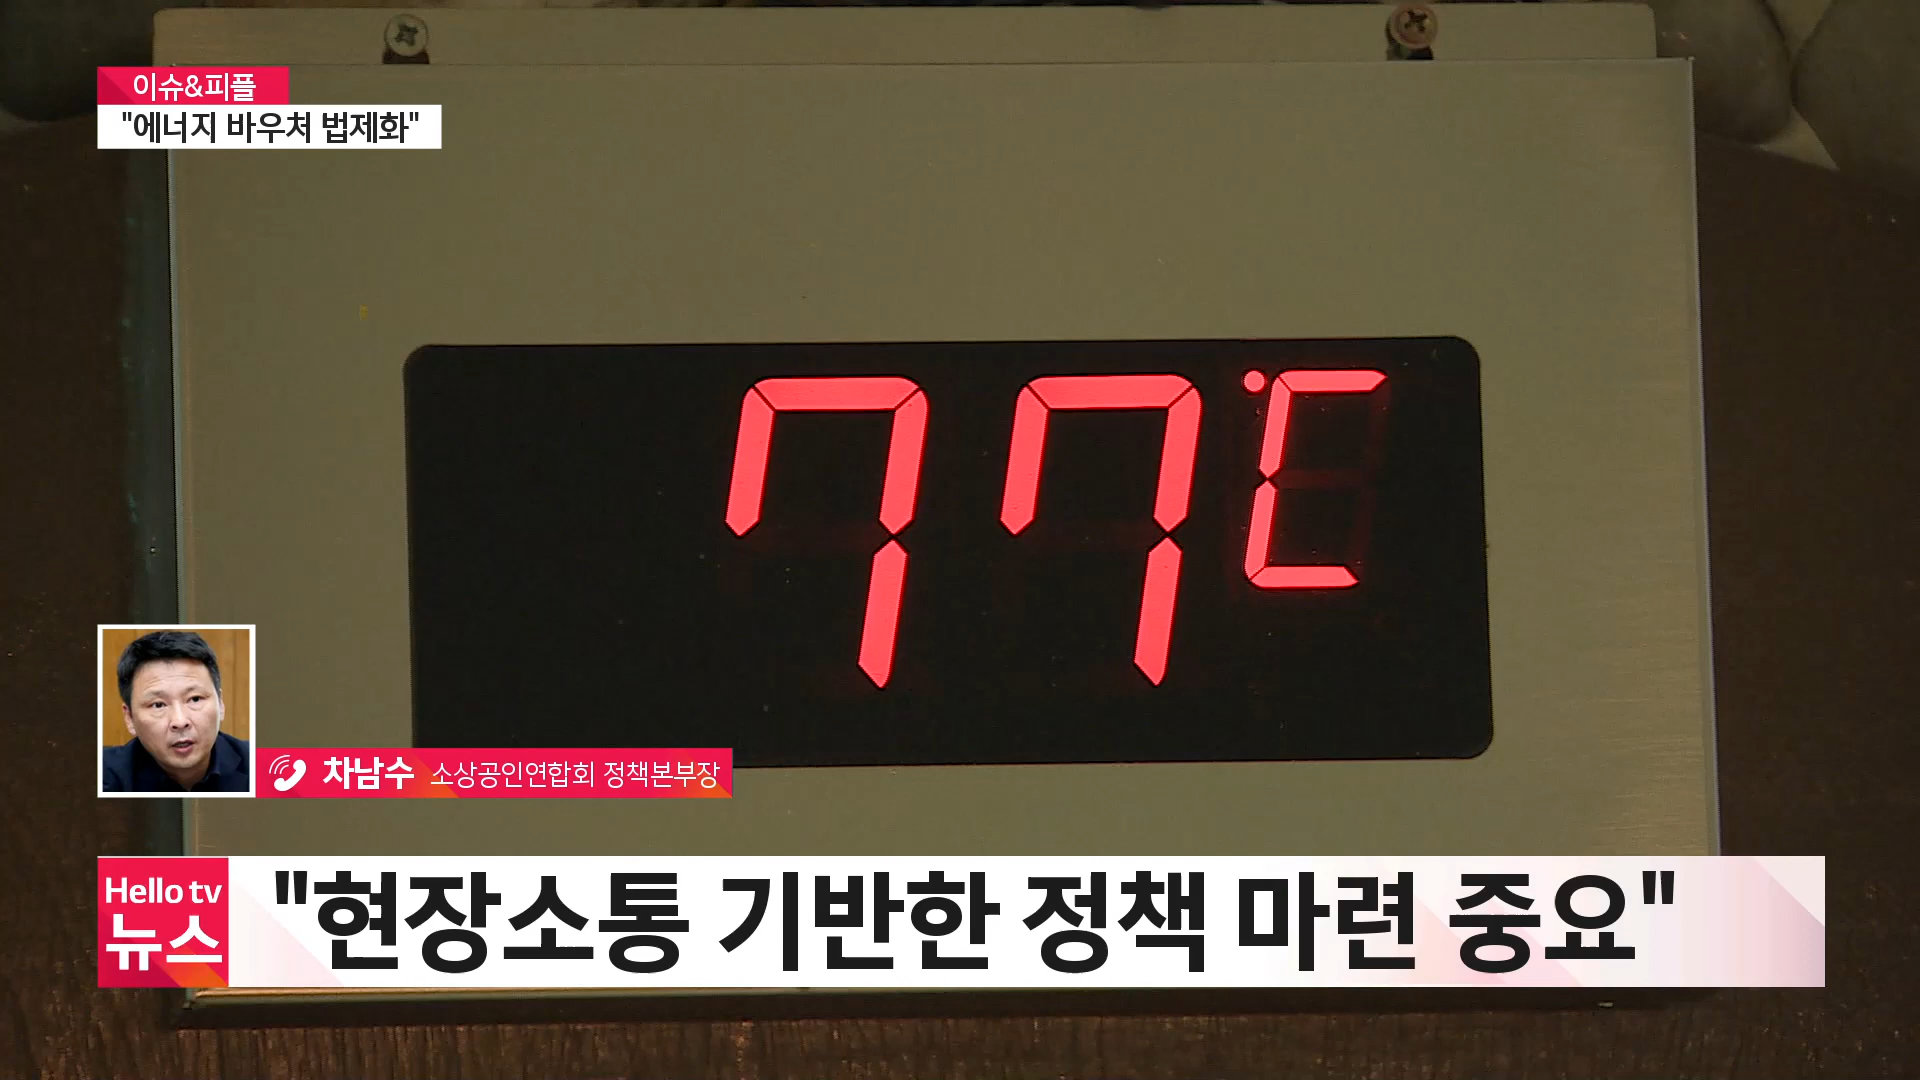 이슈&피플
"에너지 바우처 법제화"
77°C
차남수 소상공인연합회 정책본부장
Hello tv
뉴스
"현장소통 기반한 정책 마련 중요"